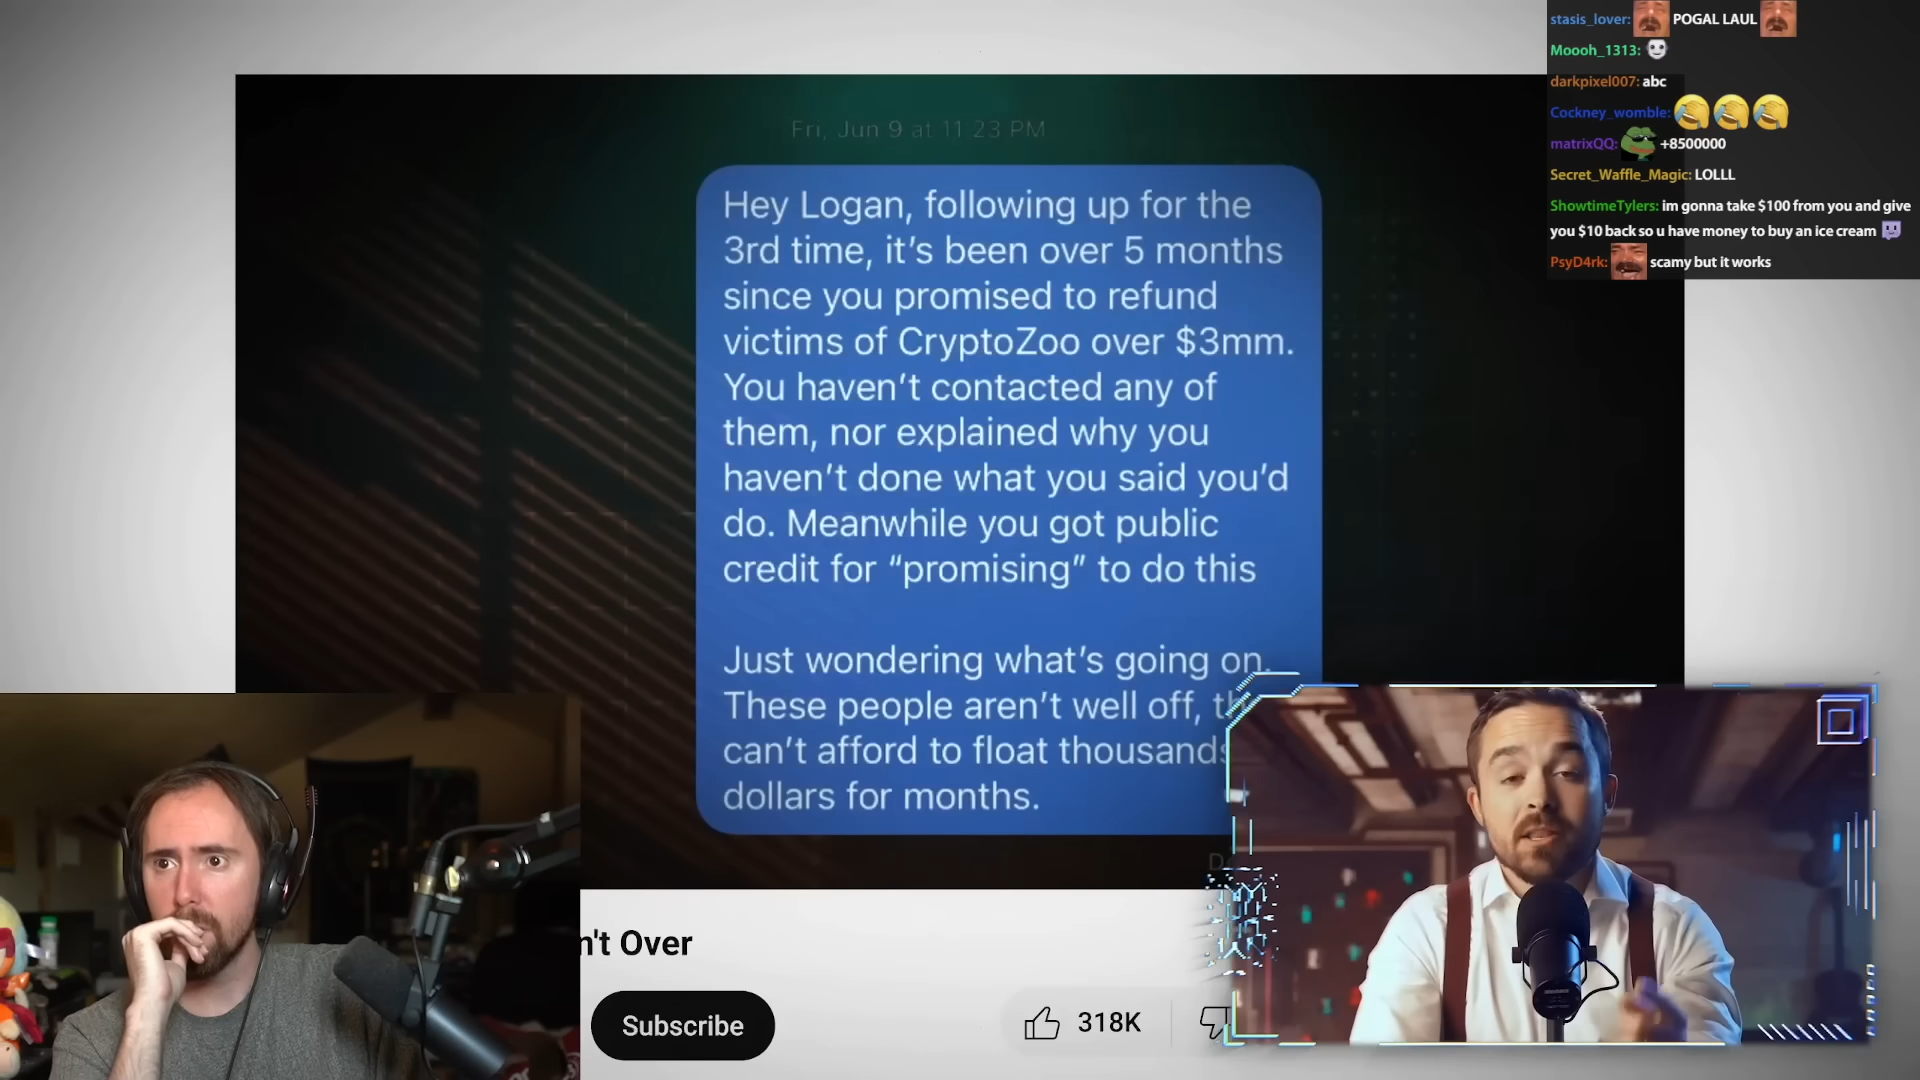 stasis_lover: POGAL LAUL
Moooh_1313:
darkpixel007: abc
Cockney_womble:
matrixQQ: +8500000
Secret_Waffle_Magic: LOLLL
ShowtimeTylers: im gonna take $100 from you and give
you $10 back so u have money to buy an ice cream
PsyD4rk: scamy but it works
Fri, Jun 9 at 11 23 PM
Hey Logan, following up for the
3rd time, it's been over 5 months
since you promised to refund
victims of CryptoZoo over $3mm.
You haven't contacted any of
them, nor explained why you
haven't done what you said you'd
do. Meanwhile you got public
credit for "promising" to do this
Just wondering what's going on.
These people aren't well off,
can't afford to float thousands
dollars for months.
n't Over
Subscribe
318K